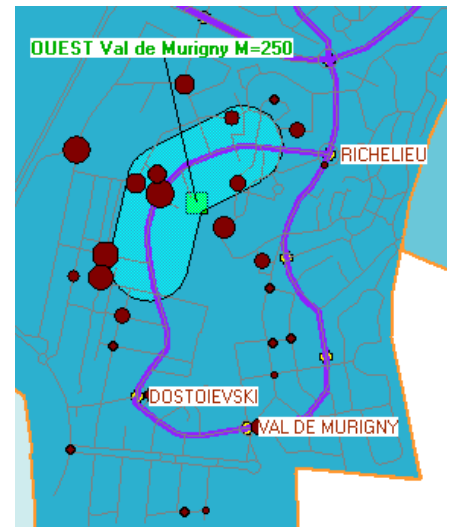 OUEST Val de Murigny M=250
RICHELIEU
DOSTOIEVSKI
VAL DE MURIGNY